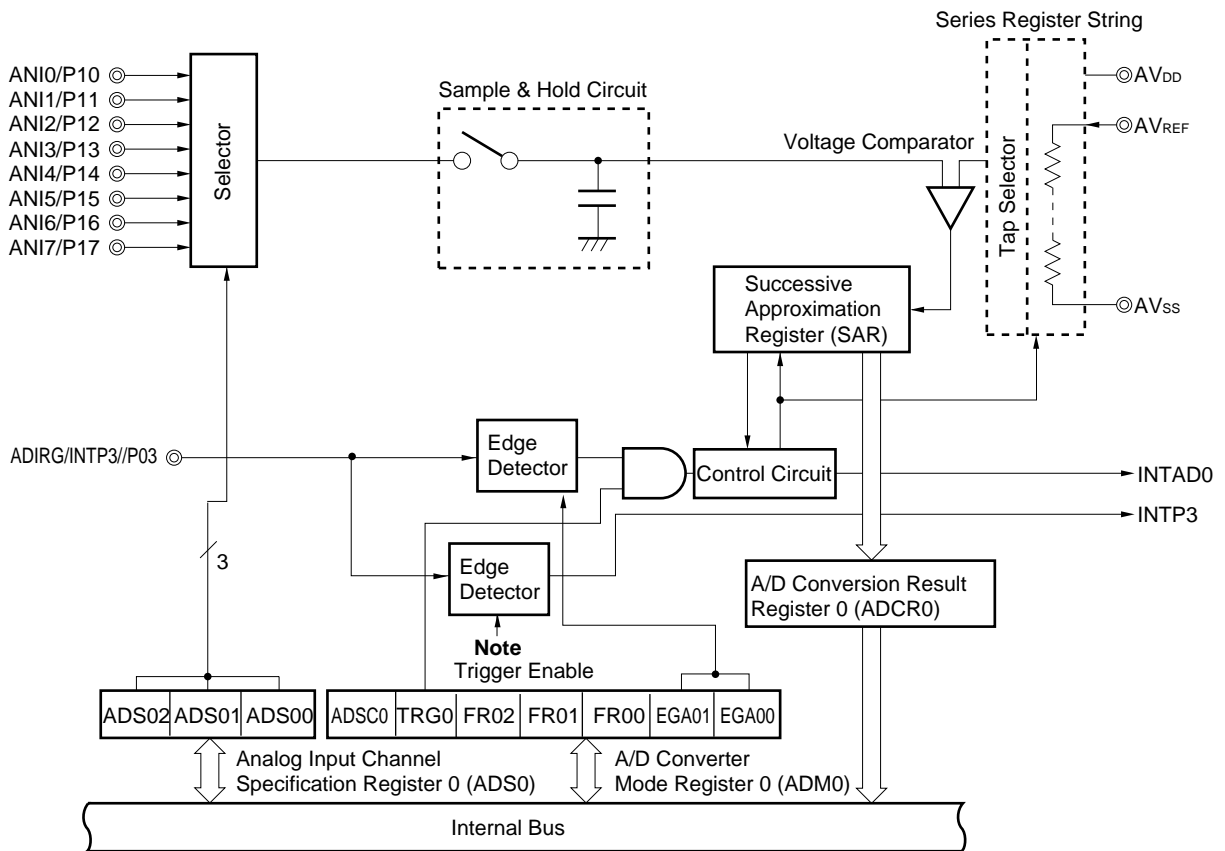 Series Register String
ANI0/P10
ANI1/P11
ANI2/P12
ANI3/P13
ANI4/P14
ANI5/P15
ANI6/P16
ANI7/P17
Selector
Sample & Hold Circuit
Voltage Comparator
Tap Selector
AVDD
AVREF
AVSS
Successive
Approximation
Register (SAR)
ADIRG/INTP3//P03
Edge
Detector
Control Circuit
INTAD0
INTP3
3
Edge
Detector
Note
Trigger Enable
A/D Conversion Result
Register 0 (ADCR0)
ADS02 ADS01 ADS00
ADSC0 TRG0 FR02 FR01 FR00 EGA01 EGA00
Analog Input Channel
Specification Register 0 (ADS0)
A/D Converter
Mode Register 0 (ADM0)
Internal Bus